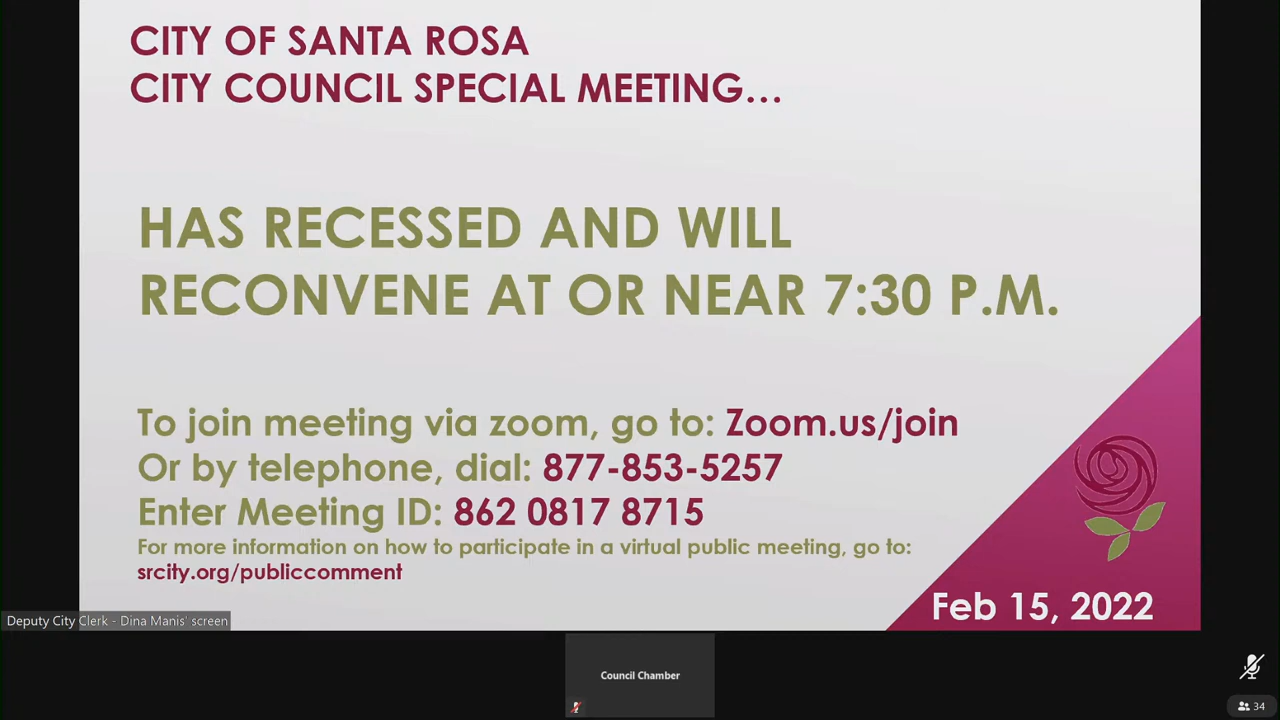 CITY OF SANTA ROSA
CITY COUNCIL SPECIAL MEETING...
HAS RECESSED AND WILL
RECONVENE AT OR NEAR 7:30 P.M.
To join meeting via zoom, go to: Zoom.us/join
Or by telephone, dial: 877-853-5257
Enter Meeting ID: 862 0817 8715
For more information on how to participate in a virtual public meeting, go to:
srcity.org/publiccomment
Feb 15, 2022
Deputy City Clerk - Dina Manis' screen
Council Chamber
34